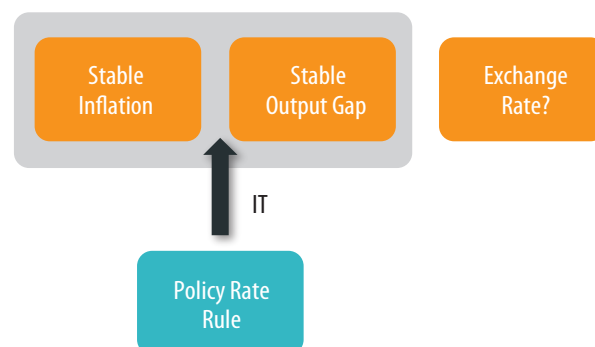 Stable
Inflation
Stable
Output Gap
Exchange
Rate?
IT
Policy Rate
Rule